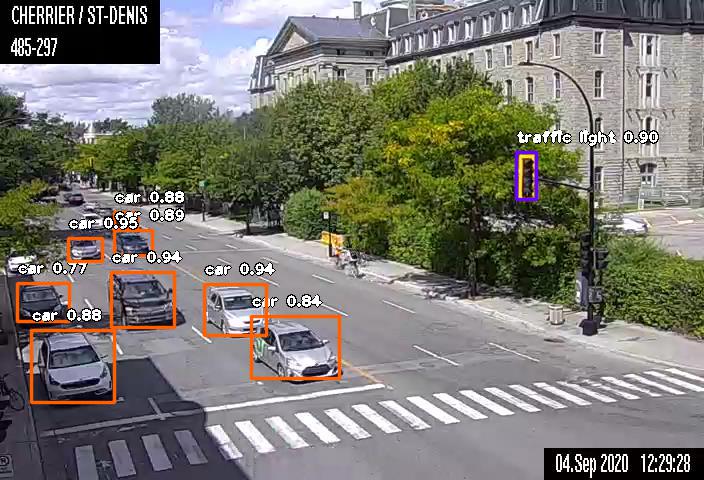 CHERRIER / ST-DENIS
485-297
traffic light 0.90
car 0.88
car 0.89
car 0.95
car 0.94
car 0.77
car 0.94
car 0.84
car 0.88
04.Sep 2020 12:29:28